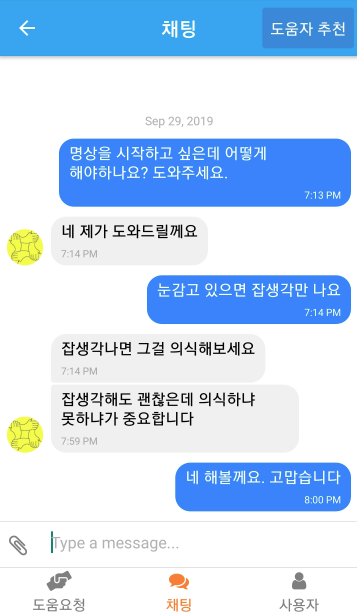 채팅
도움자 추천
Sep 29, 2019
명상을 시작하고 싶은데 어떻게
해야하나요? 도와주세요.
7:13 PM
네 제가 도와드릴께요
7:14 PM
눈감고 있으면 잡생각만 나요
7:14 PM
잡생각나면 그걸 의식해보세요
7:14 PM
잡생각해도 괜찮은데 의식하냐
못하냐가 중요합니다
7:59 PM
네 해볼께요. 고맙습니다
8:00 PM
Type a message...
도움요청
채팅
사용자